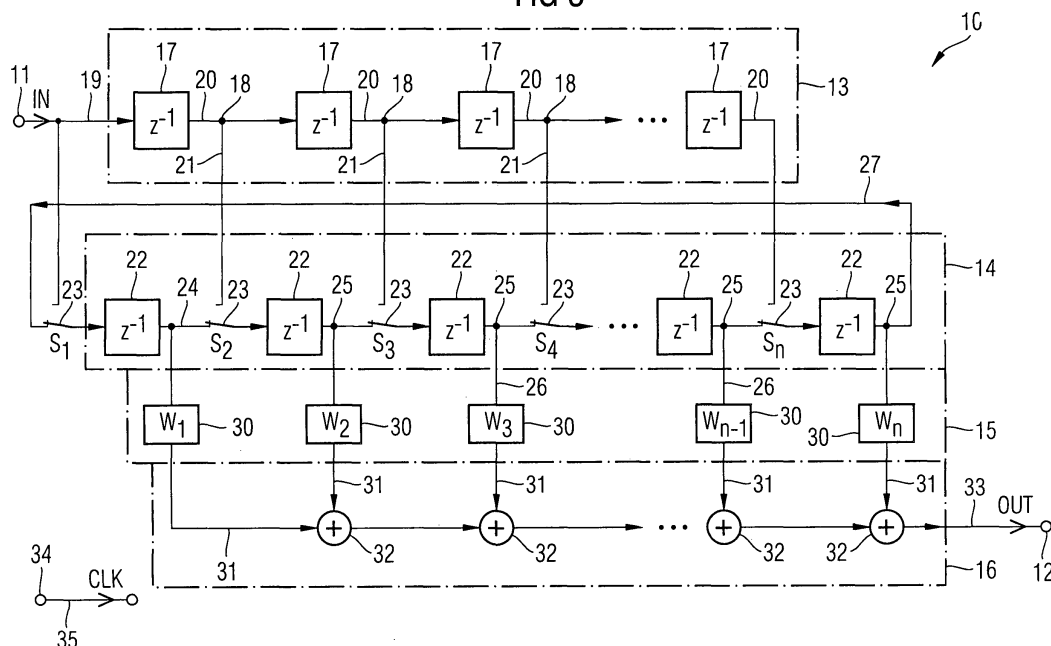 10
17 17 17 17
11 IN 19 20 18 20 18 20 18 20 13
z⁻¹ z⁻¹ z⁻¹ ... z⁻¹
21 21 21
27
22 22 22 22
23 24 23 25 23 25 23 25 23 25 14
z⁻¹ z⁻¹ z⁻¹ ... z⁻¹ z⁻¹
S₁ S₂ S₃ S₄ Sₙ
26 26
W₁ 30 W₂ 30 W₃ 30 Wₙ₋₁ 30 30 Wₙ 15
31 31 31 31 33 OUT
+ + ... + +
31 32 32 32 32 12
34 CLK 16
35